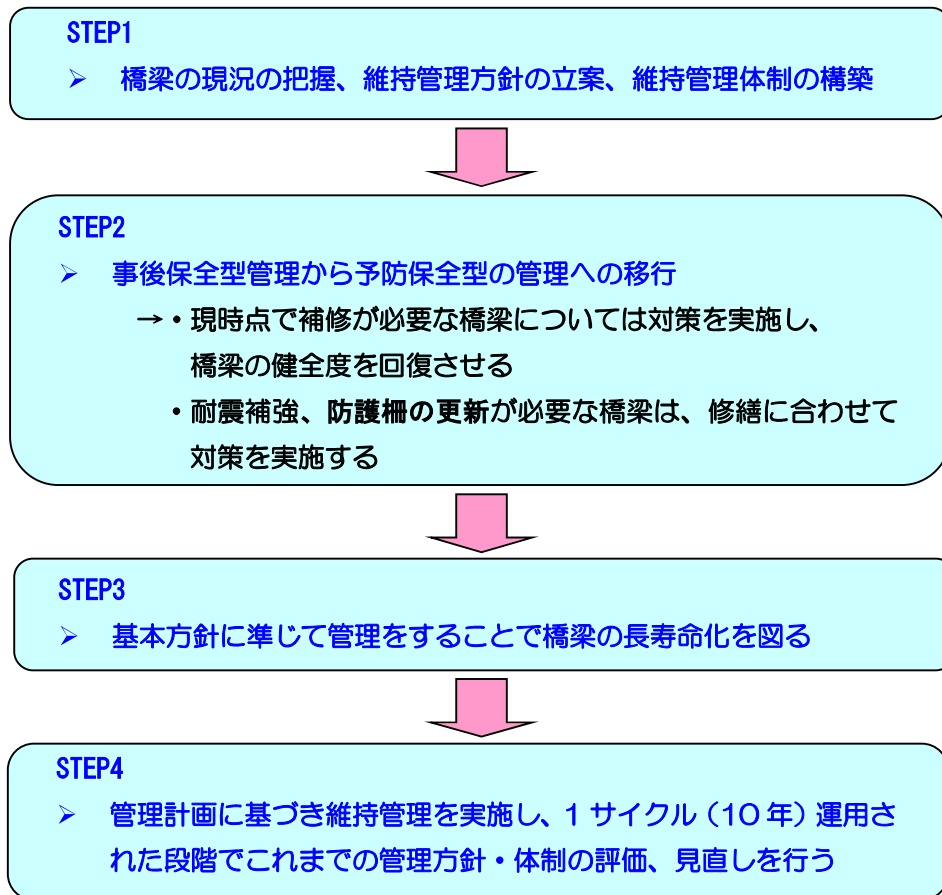 STEP1
➢ 橋梁の現況の把握、維持管理方針の立案、維持管理体制の構築
STEP2
➢ 事後保全型管理から予防保全型の管理への移行
→・現時点で補修が必要な橋梁については対策を実施し、
橋梁の健全度を回復させる
・耐震補強、防護柵の更新が必要な橋梁は、修繕に合わせて
対策を実施する
STEP3
➢ 基本方針に準じて管理をすることで橋梁の長寿命化を図る
STEP4
➢ 管理計画に基づき維持管理を実施し、1 サイクル（10 年）運用さ
れた段階でこれまでの管理方針・体制の評価、見直しを行う